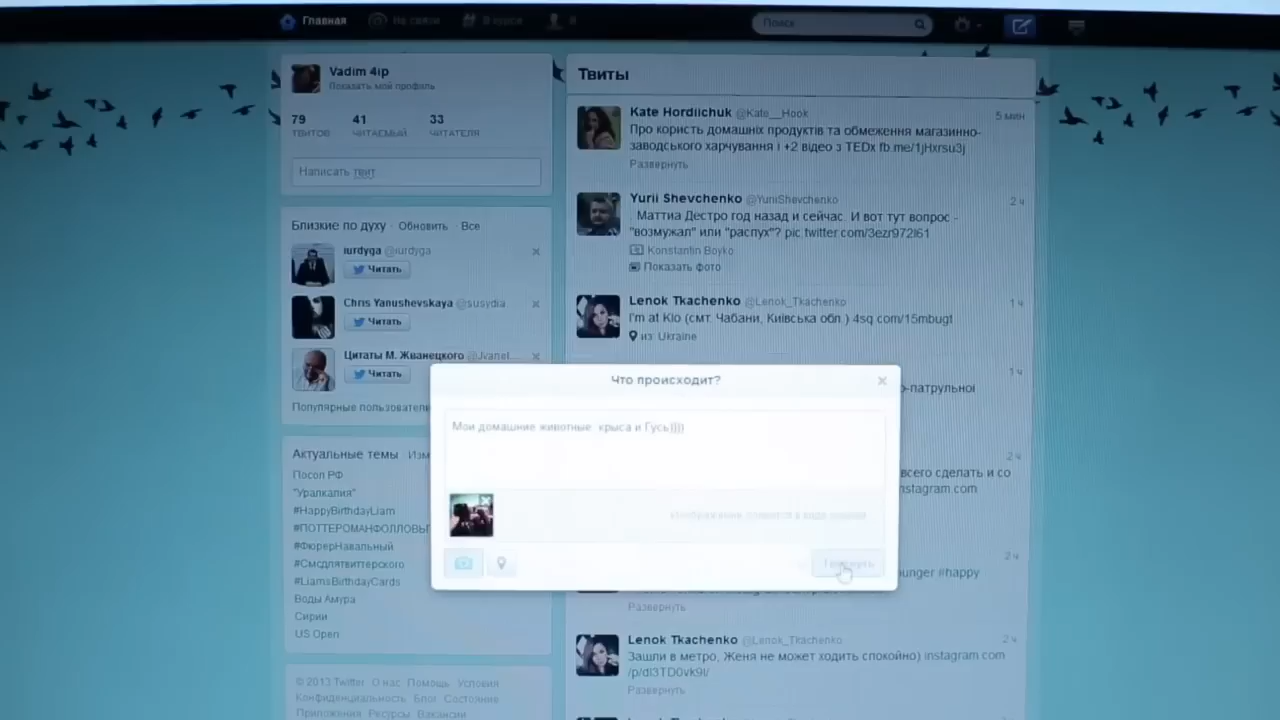 Главная
На связи
В курсе
Поиск
Vadim 4ip
Показать мой профиль
79
41
33
ТВИТОВ
ЧИТАЕМЫЙ
ЧИТАТЕЛЯ
Написать твит
Близкие по духу · Обновить · Все
iurdyga @iurdyga
Читать
Chris Yanushevskaya @susydia
Читать
Цитаты М. Жванецкого @Jvanel...
Читать
Популярные пользователи
Актуальные темы
Посол РФ
"Уралкалия"
#HappyBirthdayLiam
#ПОТТЕРОМАНФОЛЛОВЫ
#ФюрерНавальный
#Смсдлятвиттерского
#LiamsBirthdayCards
Воды Амура
Сирии
US Open
© 2013 Twitter О нас Помощь Условия
Конфиденциальность Блог Состояние
Приложения Ресурсы Вакансии
Твиты
Kate Hordiichuk @Kate__Hook
5 мин
Про користь домашніх продуктів та обмеження магазинно-
заводського харчування і +2 відео з TEDx fb.me/1jHxrsu3j
Развернуть
Yurii Shevchenko @YuriiShevchenko
2 ч
. Маттиа Дестро год назад и сейчас. И вот тут вопрос -
"возмужал" или "распух"? pic.twitter.com/3ezr972l61
Konstantin Boyko
Показать фото
Lenok Tkachenko @Lenok_Tkachenko
1 ч
I'm at Klo (смт. Чабани, Київська обл.) 4sq.com/15mbugt
из: Ukraine
1 ч
о-патрульної
2 ч
всего сделать и со
nstagram.com
2 ч
unger #happy
Развернуть
Lenok Tkachenko @Lenok_Tkachenko
2 ч
Зашли в метро, Женя не может ходить спокойно) instagram.com
/p/dl3TD0vk9l/
Развернуть
Что происходит?
Мои домашние животные: крыса и Гусь))))
Изображение появится в виде ссылки
Твитнуть